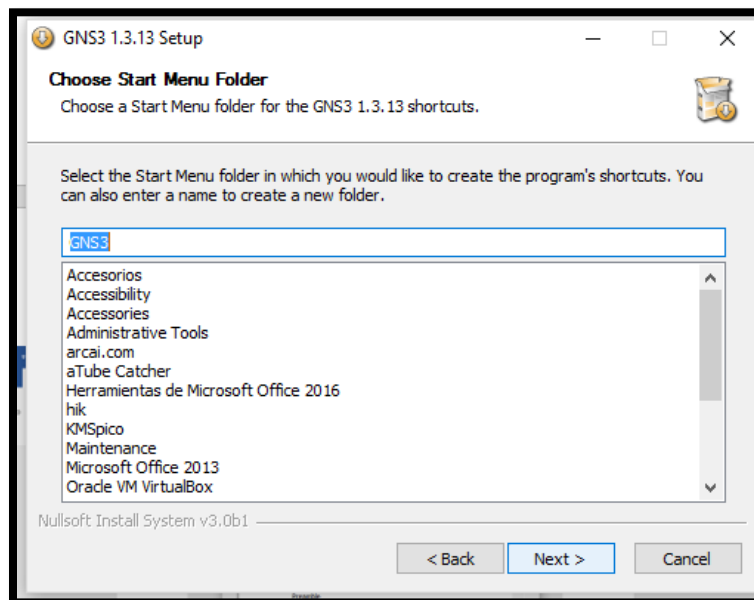 GNS3 1.3.13 Setup
Choose Start Menu Folder
Choose a Start Menu folder for the GNS3 1.3.13 shortcuts.
Select the Start Menu folder in which you would like to create the program's shortcuts. You
can also enter a name to create a new folder.
GNS3
Accesorios
Accessibility
Accessories
Administrative Tools
arcai.com
aTube Catcher
Herramientas de Microsoft Office 2016
hik
KMSpico
Maintenance
Microsoft Office 2013
Oracle VM VirtualBox
Nullsoft Install System v3.0b1
< Back
Next >
Cancel